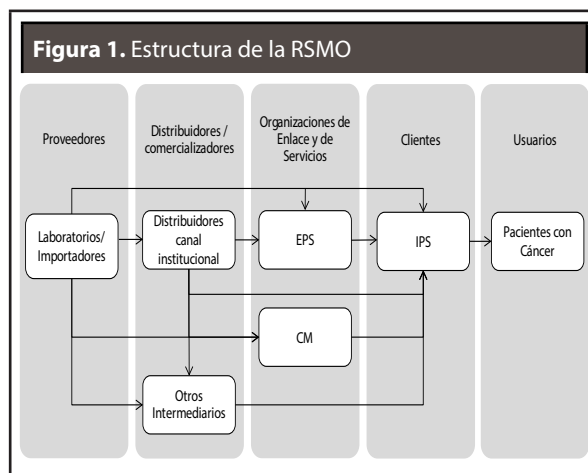 Figura 1. Estructura de la RSMO
Proveedores
Distribuidores /
comercializadores
Organizaciones de
Enlace y de
Servicios
Clientes
Usuarios
Laboratorios/
Importadores
Distribuidores
canal
institucional
EPS
IPS
Pacientes con
Cáncer
CM
Otros
Intermediarios